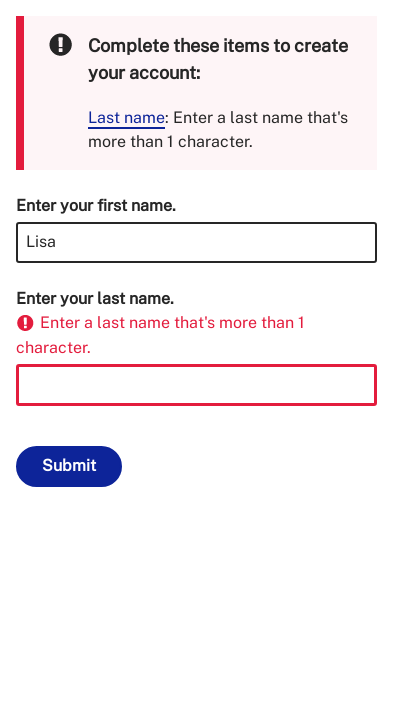 Complete these items to create
your account:
Last name: Enter a last name that's
more than 1 character.
Enter your first name.
Lisa
Enter your last name.
Enter a last name that's more than 1
character.
Submit